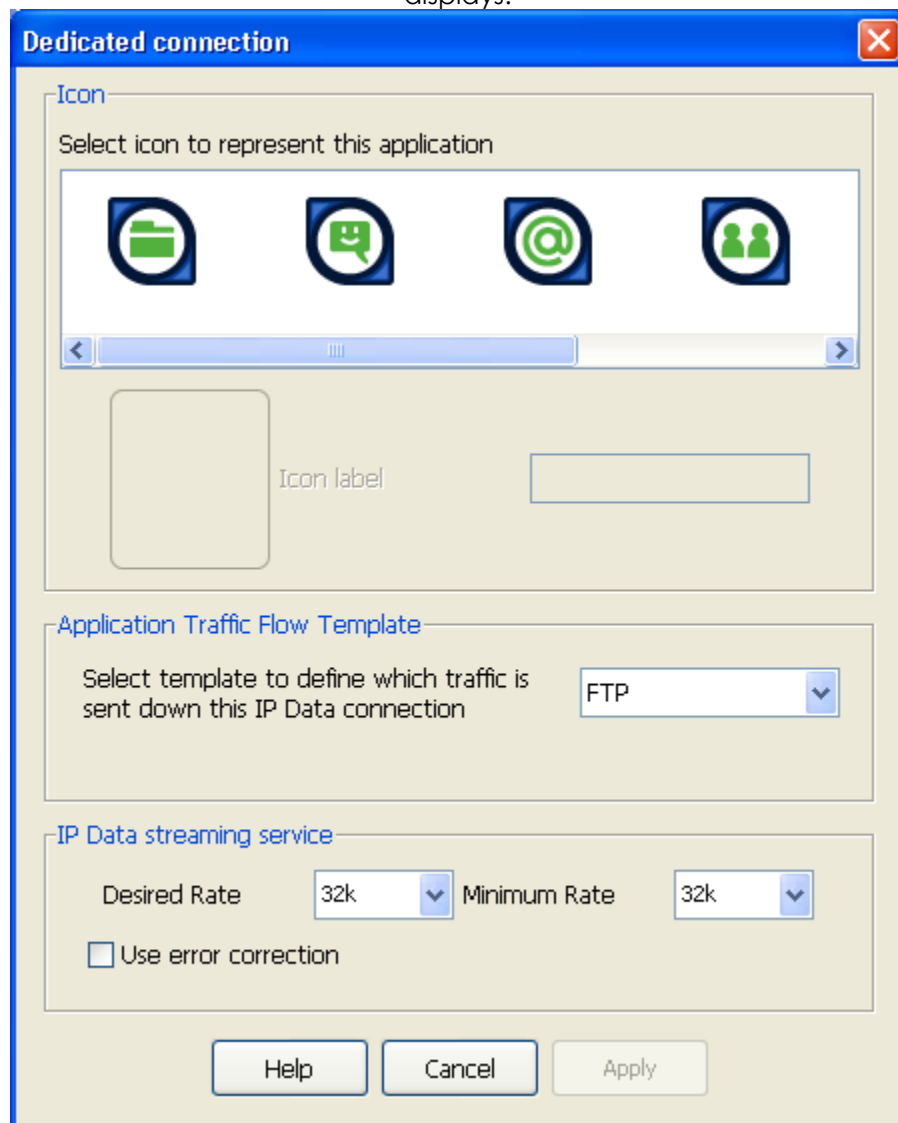 displays.
Dedicated connection
Icon
Select icon to represent this application
@
Icon label
Application Traffic Flow Template
Select template to define which traffic is
sent down this IP Data connection
FTP
IP Data streaming service
Desired Rate
32k
Minimum Rate
32k
Use error correction
Help
Cancel
Apply